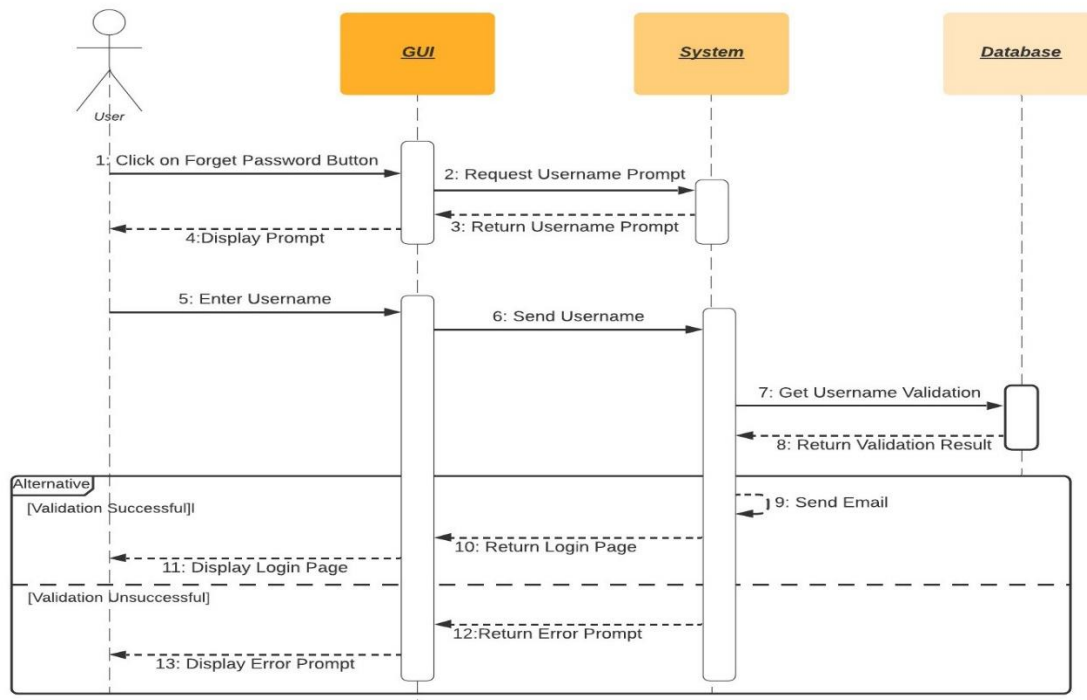 GUI
System
Database
User
1: Click on Forget Password Button
2: Request Username Prompt
3: Return Username Prompt
4:Display Prompt
5: Enter Username
6: Send Username
7: Get Username Validation
8: Return Validation Result
Alternative
[Validation Successful]l
9: Send Email
10: Return Login Page
11: Display Login Page
[Validation Unsuccessful]
12:Return Error Prompt
13: Display Error Prompt